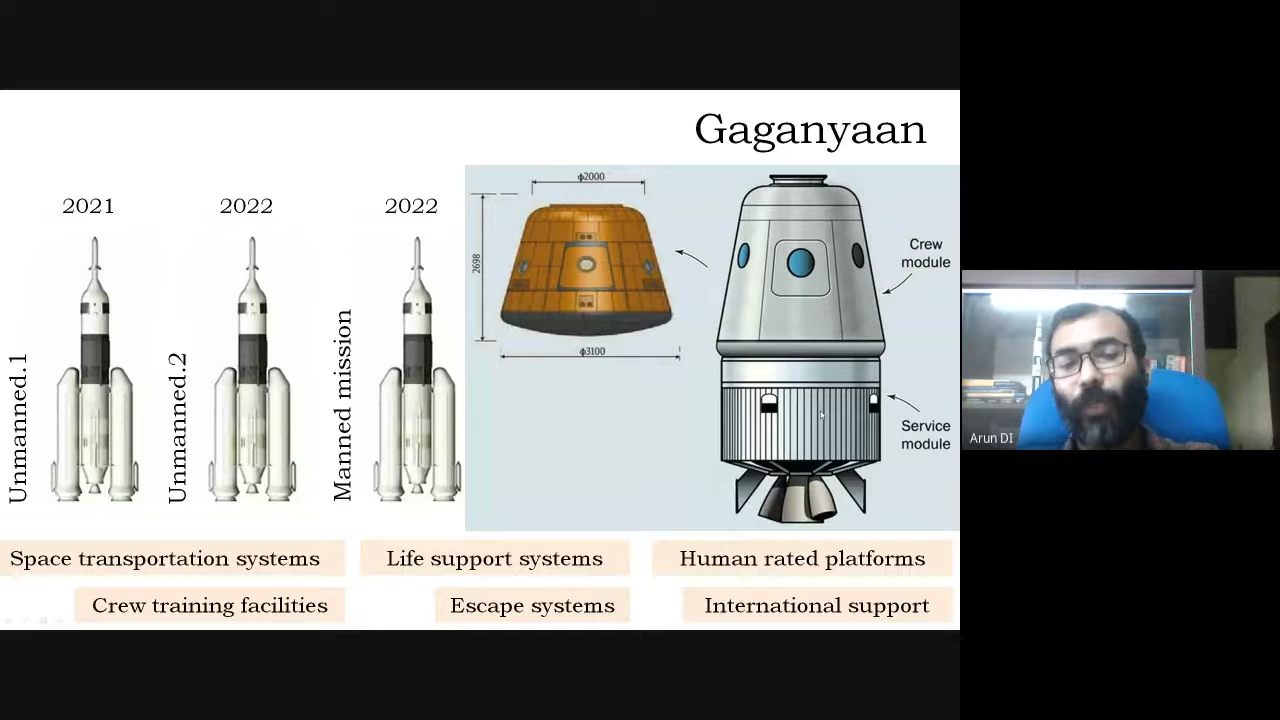 Gaganyaan
2021
2022
2022
Unmanned.1
Unmanned.2
Manned mission
ϕ2000
2698
ϕ3100
Crew
module
Service
module
Arun DI
Space transportation systems
Life support systems
Human rated platforms
Crew training facilities
Escape systems
International support